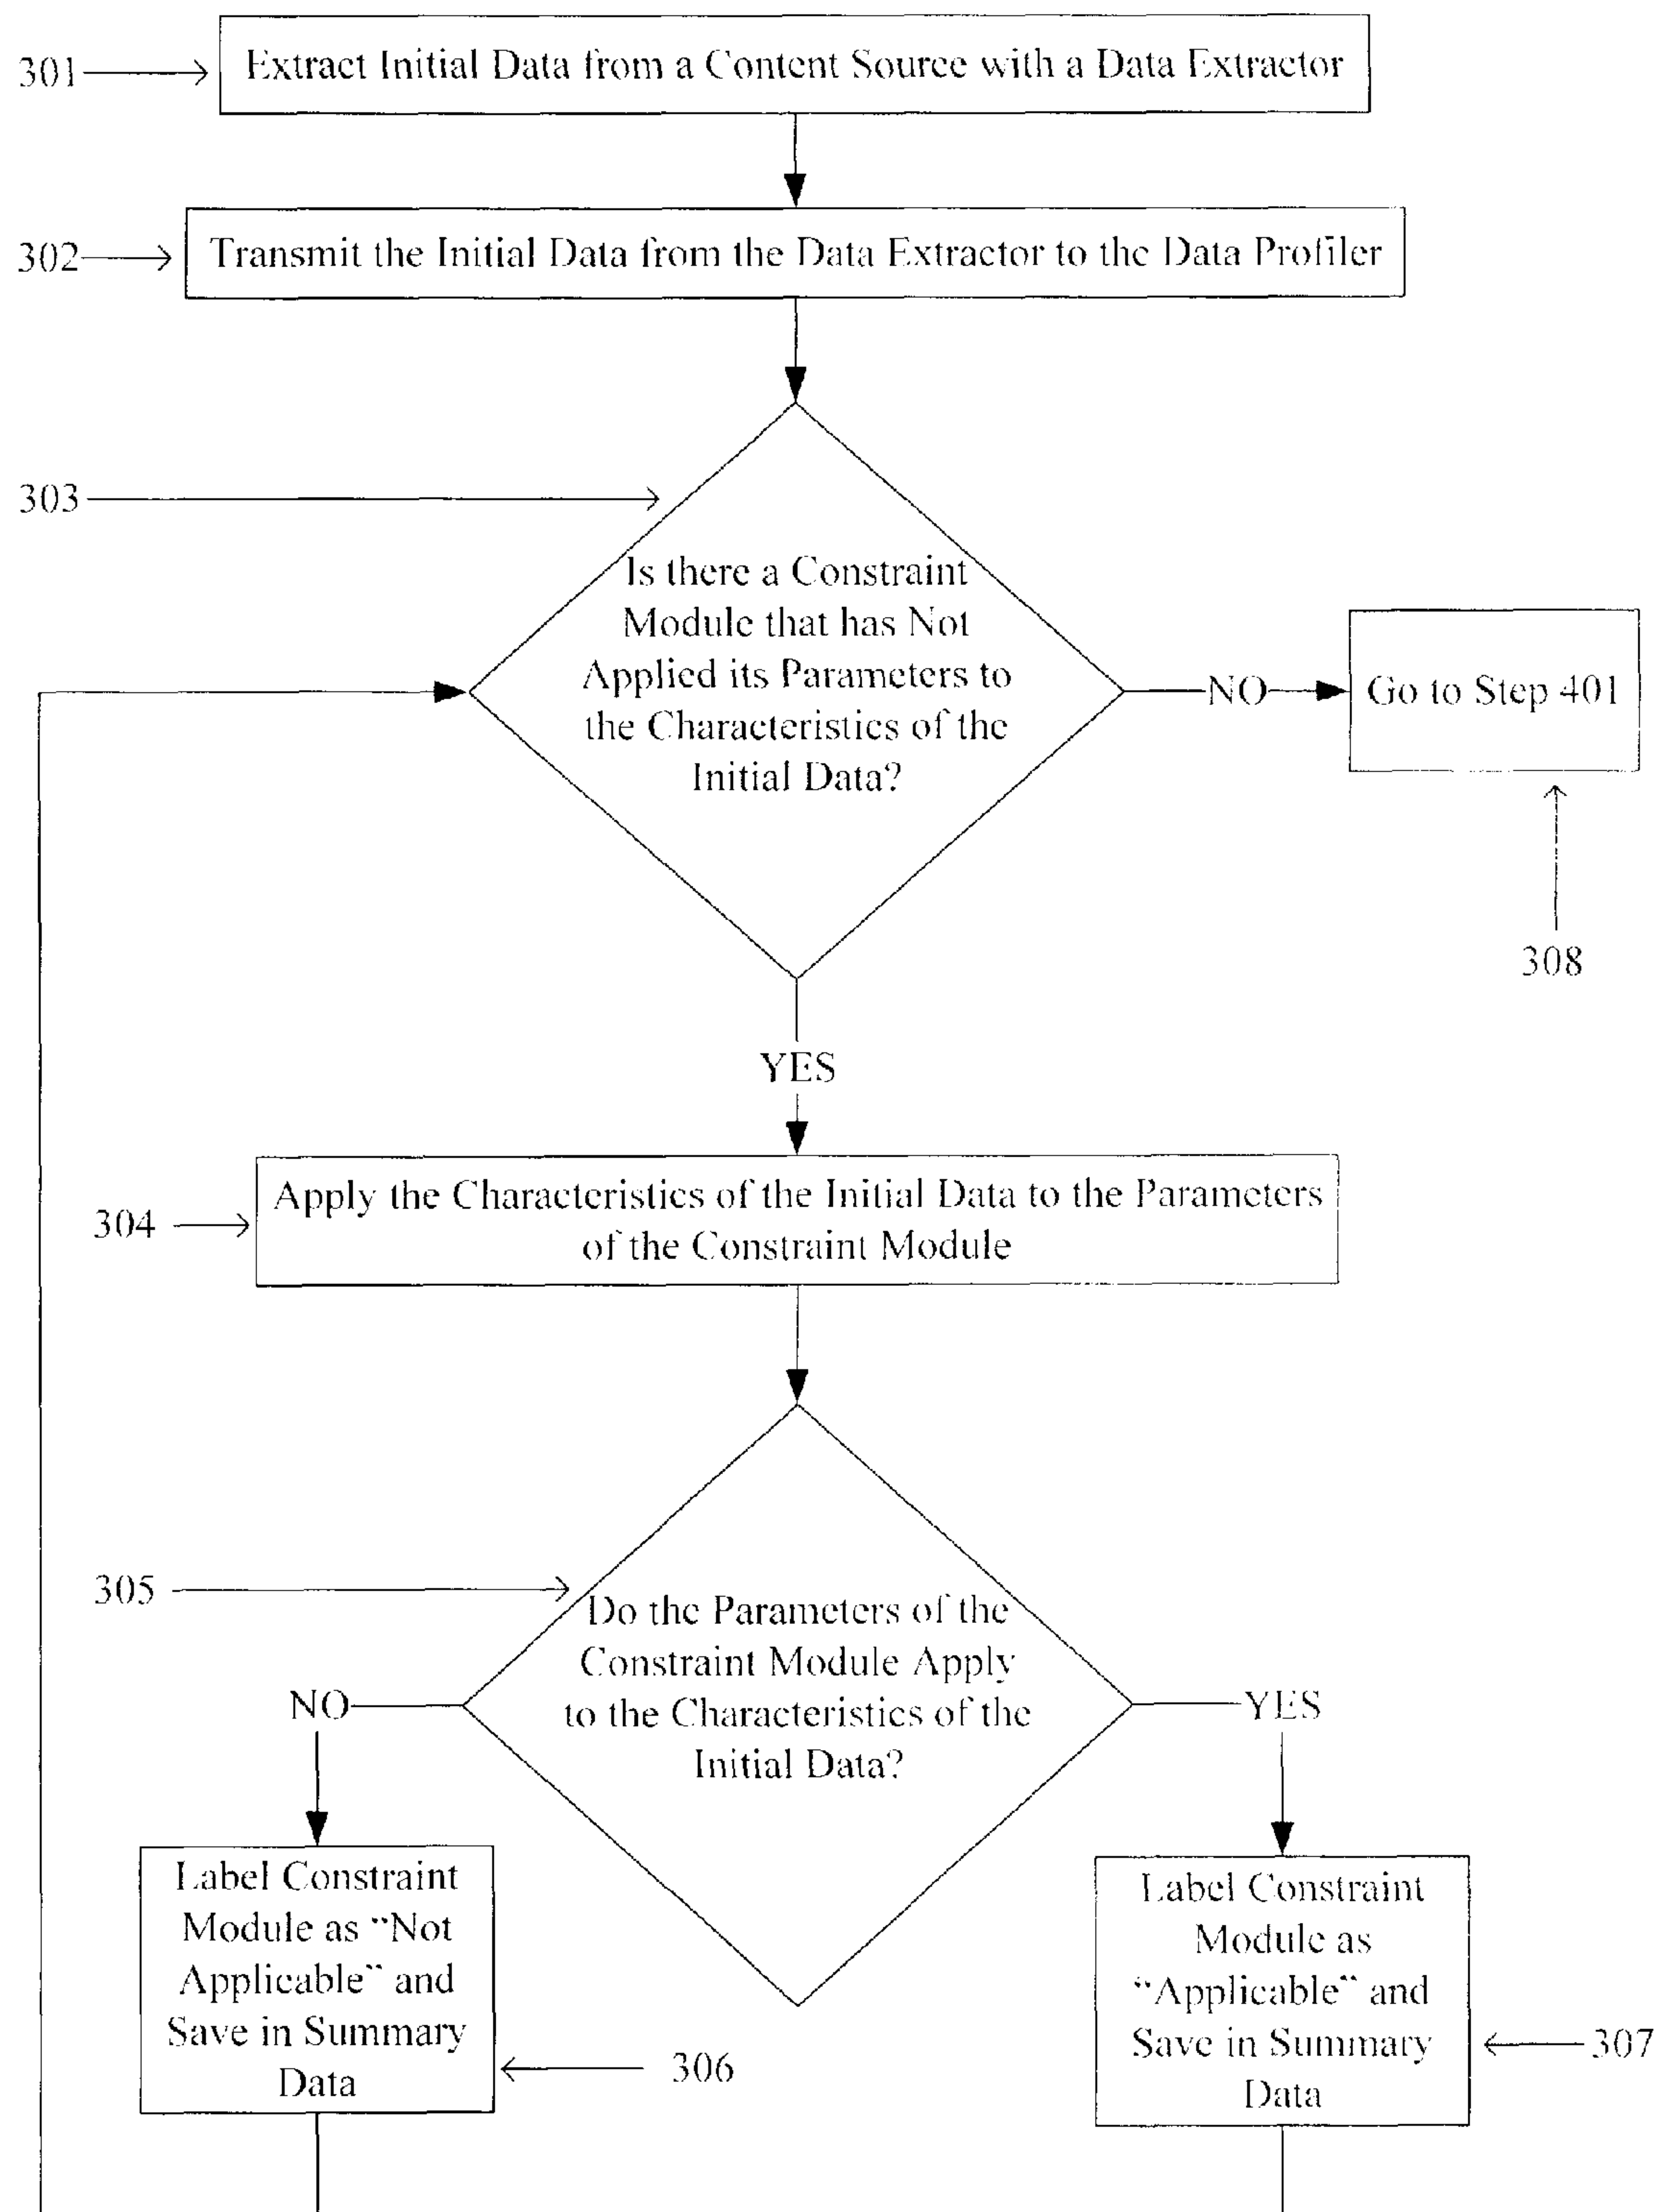 301
Extract Initial Data from a Content Source with a Data Extractor
302
Transmit the Initial Data from the Data Extractor to the Data Profiler
303
Is there a Constraint
Module that has Not
Applied its Parameters to
the Characteristics of the
Initial Data?
NO
Go to Step 401
308
YES
304
Apply the Characteristics of the Initial Data to the Parameters
of the Constraint Module
305
Do the Parameters of the
Constraint Module Apply
to the Characteristics of the
Initial Data?
NO
YES
Label Constraint
Module as “Not
Applicable” and
Save in Summary
Data
306
Label Constraint
Module as
“Applicable” and
Save in Summary
Data
307